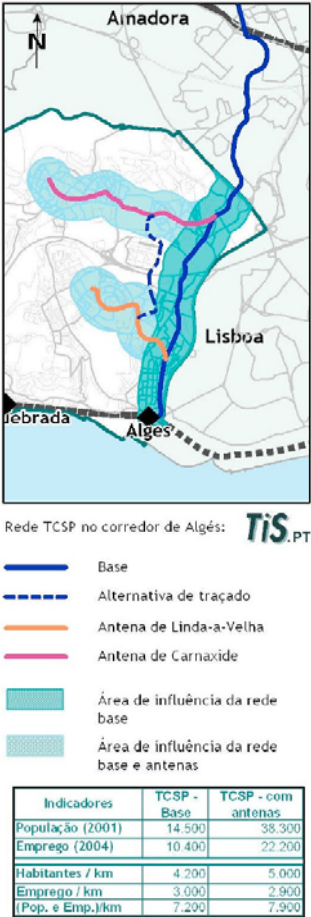 Amadora
N
Lisboa
uebrada
Algés
Rede TCSP no corredor de Algés:
TiS.PT
Base
Alternativa de traçado
Antena de Linda-a-Velha
Antena de Carnaxide
Área de influência da rede
base
Área de influência da rede
base e antenas
Indicadores TCSP - Base TCSP - com antenas
População (2001) 14.500 38.300
Emprego (2004) 10.400 22.200
Habitantes / km 4.200 5.000
Emprego / km 3.000 2.900
(Pop. e Emp.)/km 7.200 7.900